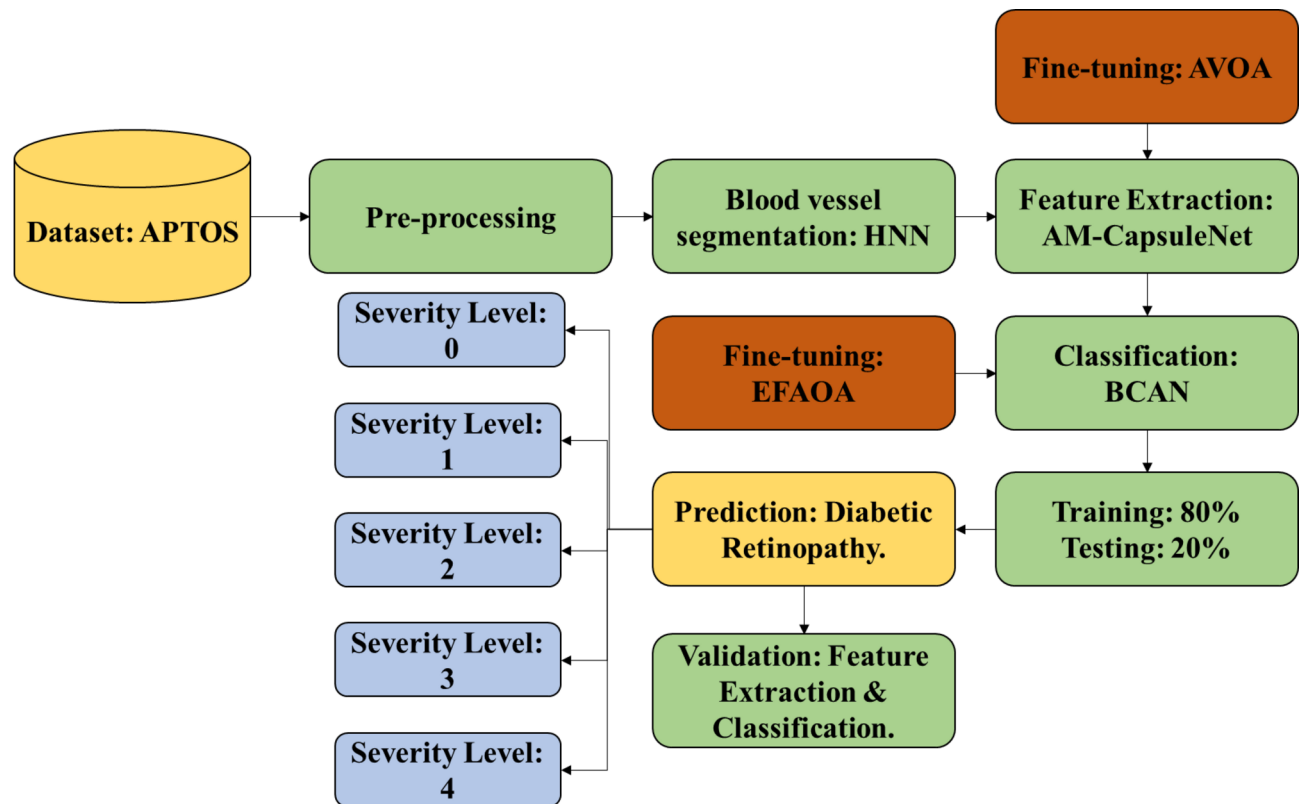 Fine-tuning: AVOA
Dataset: APTOS
Pre-processing
Blood vessel
segmentation: HNN
Feature Extraction:
AM-CapsuleNet
Severity Level:
0
Fine-tuning:
EFAOA
Classification:
BCAN
Severity Level:
1
Prediction: Diabetic
Retinopathy.
Training: 80%
Testing: 20%
Severity Level:
2
Severity Level:
3
Validation: Feature
Extraction &
Classification.
Severity Level:
4